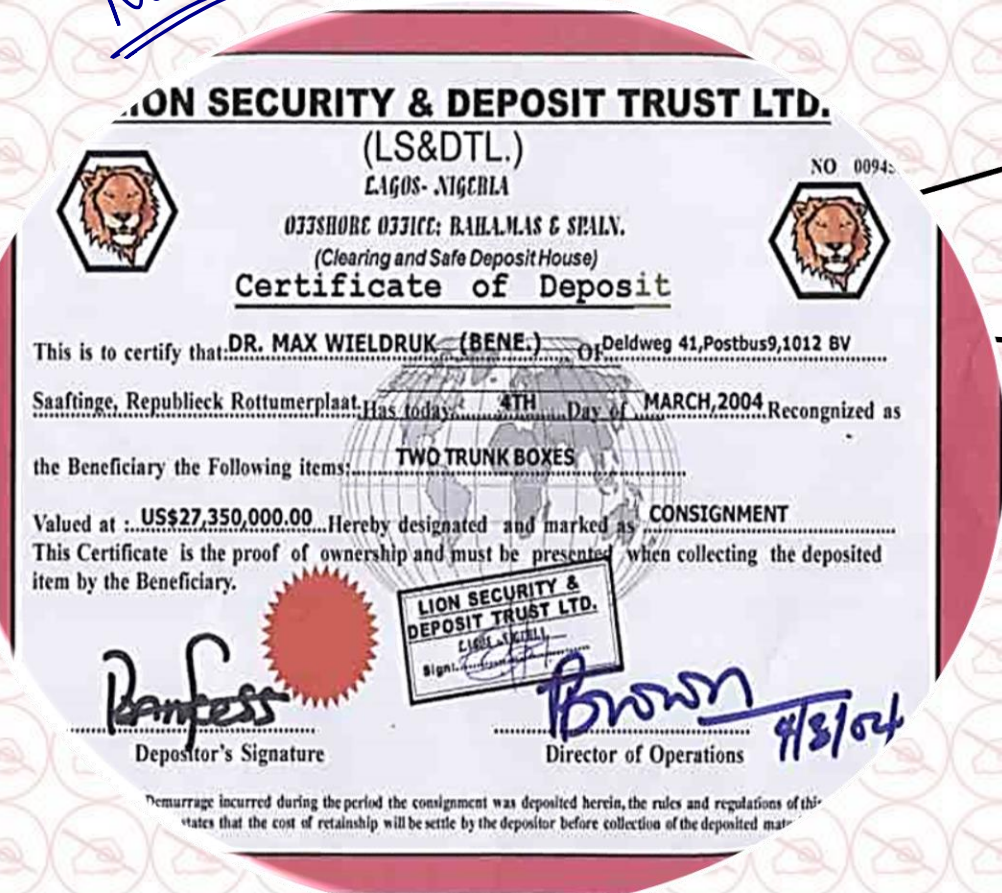 ION SECURITY & DEPOSIT TRUST LTD.
(LS&DTL.)
LAGOS- NIGERIA
NO 0094
OFFSHORE OFFICE: BAHAMAS & SPAIN.
(Clearing and Safe Deposit House)
Certificate of Deposit
This is to certify that:DR. MAX WIELDRUK (BENE.) OF Deldweg 41,Postbus9,1012 BV
Saaftinge, Republieck Rottumerplaat. Has today: 4TH Day of MARCH,2004 Recongnized as
the Beneficiary the Following items: TWO TRUNK BOXES
Valued at :..US$27,350,000.00 Hereby designated and marked as CONSIGNMENT
This Certificate is the proof of ownership and must be presented when collecting the deposited
item by the Beneficiary.
LION SECURITY &
DEPOSIT TRUST LTD.
LAGOS-NIGERIA
Sign:
Brown
4/3/04
Depositor's Signature
Director of Operations
Demurrage incurred during the period the consignment was deposited herein, the rules and regulations of this
states that the cost of retainship will be settle by the depositor before collection of the deposited